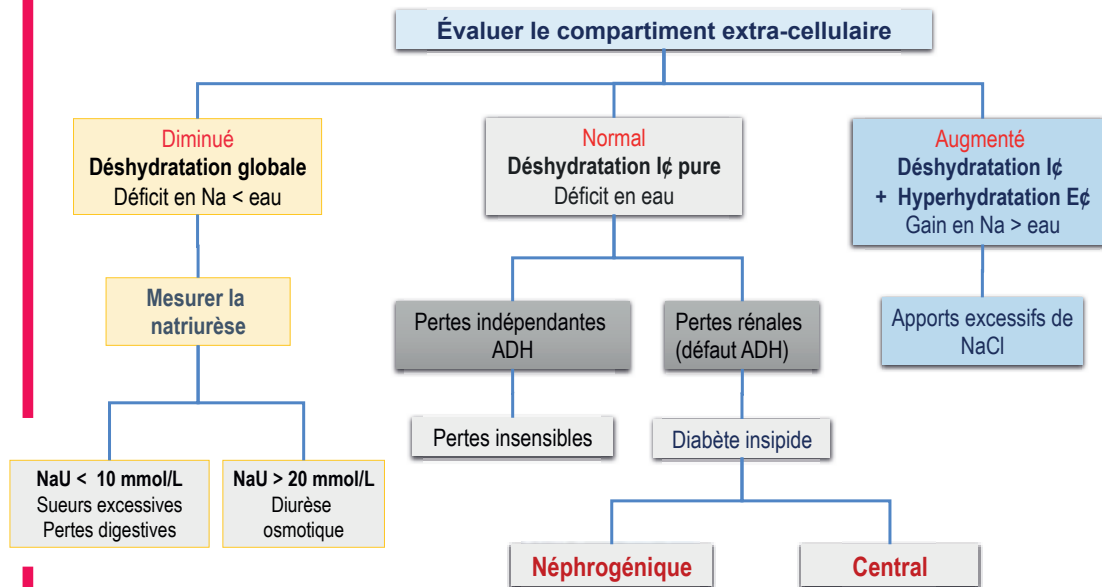 Évaluer le compartiment extra-cellulaire
Diminué
Déshydratation globale
Déficit en Na < eau
Normal
Déshydratation I¢ pure
Déficit en eau
Augmenté
Déshydratation I¢
+ Hyperhydratation E¢
Gain en Na > eau
Mesurer la
natriurèse
Pertes indépendantes
ADH
Pertes rénales
(défaut ADH)
Apports excessifs de
NaCl
Pertes insensibles
Diabète insipide
NaU < 10 mmol/L
Sueurs excessives
Pertes digestives
NaU > 20 mmol/L
Diurèse
osmotique
Néphrogénique
Central